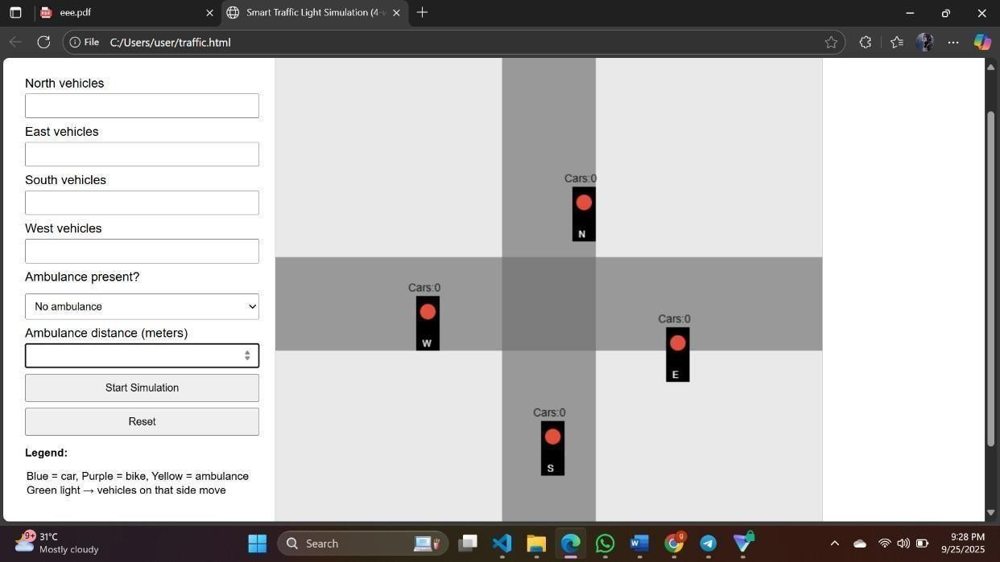 eee.pdf
Smart Traffic Light Simulation (4-w
File C:/Users/user/traffic.html
North vehicles
East vehicles
South vehicles
West vehicles
Ambulance present?
No ambulance
Ambulance distance (meters)
Start Simulation
Reset
Legend:
Blue = car, Purple = bike, Yellow = ambulance
Green light → vehicles on that side move
Cars:0
N
Cars:0
W
Cars:0
E
Cars:0
S
9+
31°C
Mostly cloudy
Search
9
9:28 PM
9/25/2025